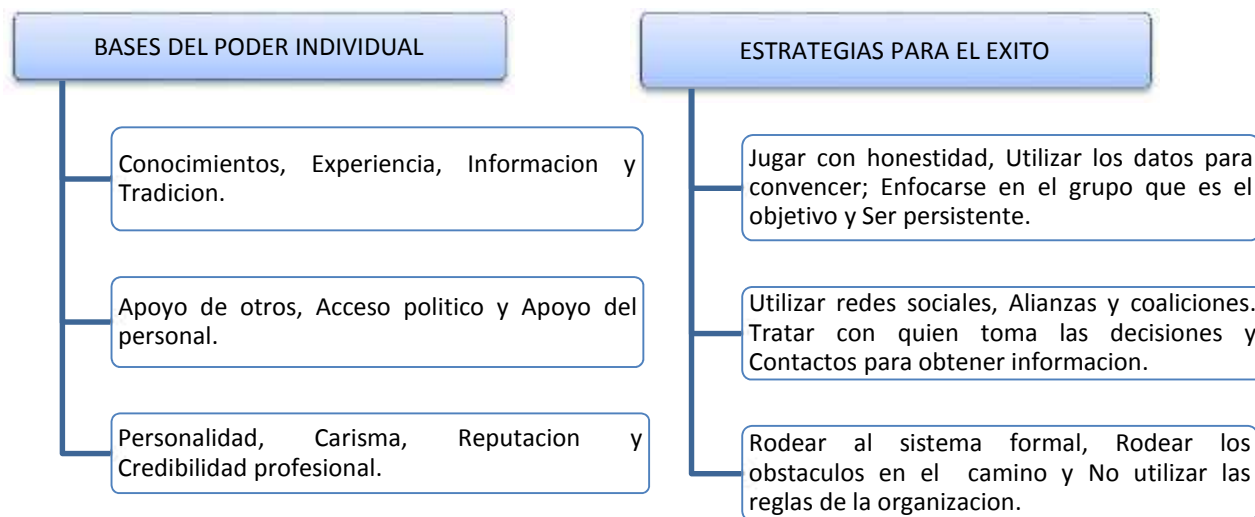 BASES DEL PODER INDIVIDUAL
Conocimientos, Experiencia, Informacion y
Tradicion.
Apoyo de otros, Acceso politico y Apoyo del
personal.
Personalidad, Carisma, Reputacion y
Credibilidad profesional.
ESTRATEGIAS PARA EL EXITO
Jugar con honestidad, Utilizar los datos para
convencer; Enfocarse en el grupo que es el
objetivo y Ser persistente.
Utilizar redes sociales, Alianzas y coaliciones.
Tratar con quien toma las decisiones y
Contactos para obtener informacion.
Rodear al sistema formal, Rodear los
obstaculos en el camino y No utilizar las
reglas de la organizacion.